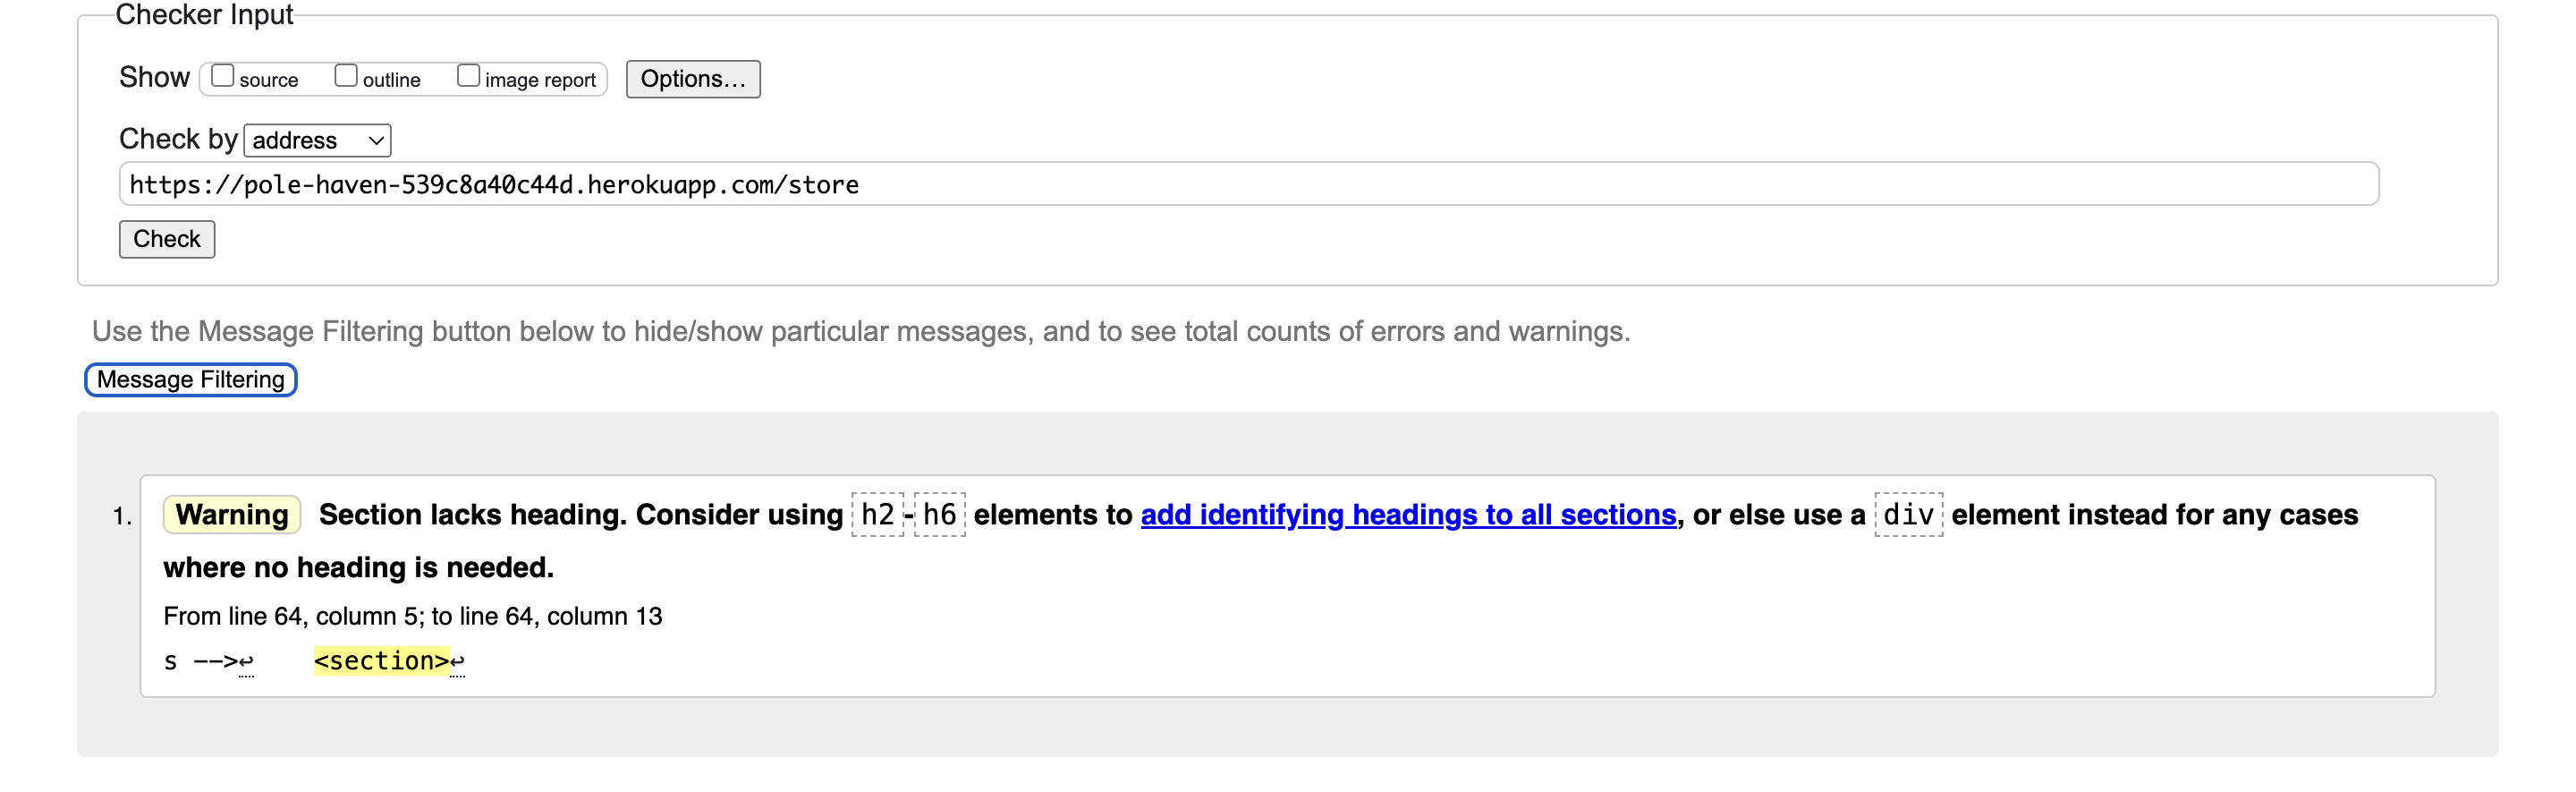 Checker Input
Show source outline image report Options...
Check by address
https://pole-haven-539c8a40c44d.herokuapp.com/store
Check
Use the Message Filtering button below to hide/show particular messages, and to see total counts of errors and warnings.
Message Filtering
1. Warning Section lacks heading. Consider using h2-h6 elements to add identifying headings to all sections, or else use a div element instead for any cases
where no heading is needed.
From line 64, column 5; to line 64, column 13
s -->↩ <section>↩